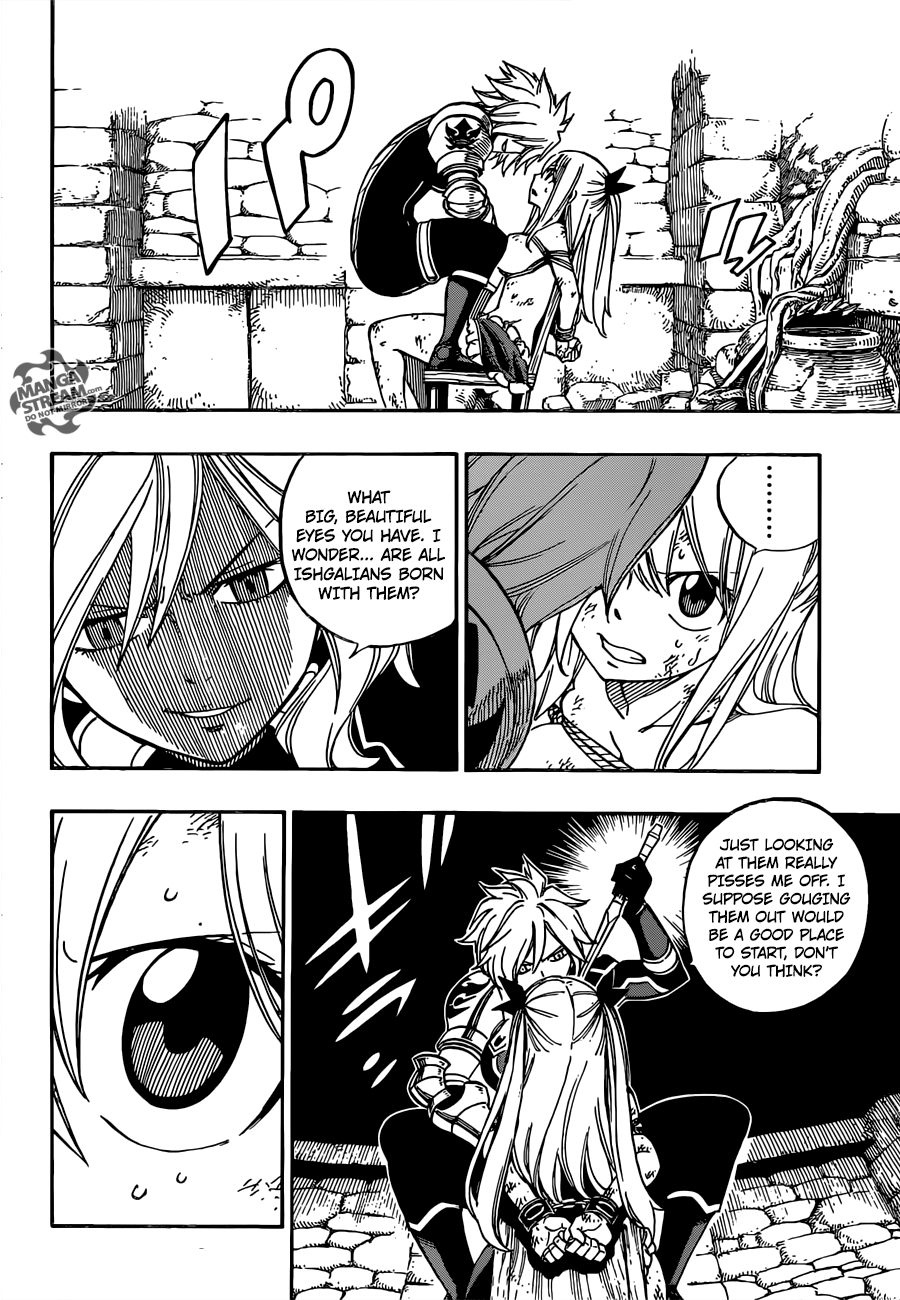 MANGA
STREAM.com
DO NOT MIRROR
.........
WHAT
BIG, BEAUTIFUL
EYES YOU HAVE. I
WONDER... ARE ALL
ISHGALIANS BORN
WITH THEM?
JUST LOOKING
AT THEM REALLY
PISSES ME OFF. I
SUPPOSE GOUGING
THEM OUT WOULD
BE A GOOD PLACE
TO START, DON'T
YOU THINK?